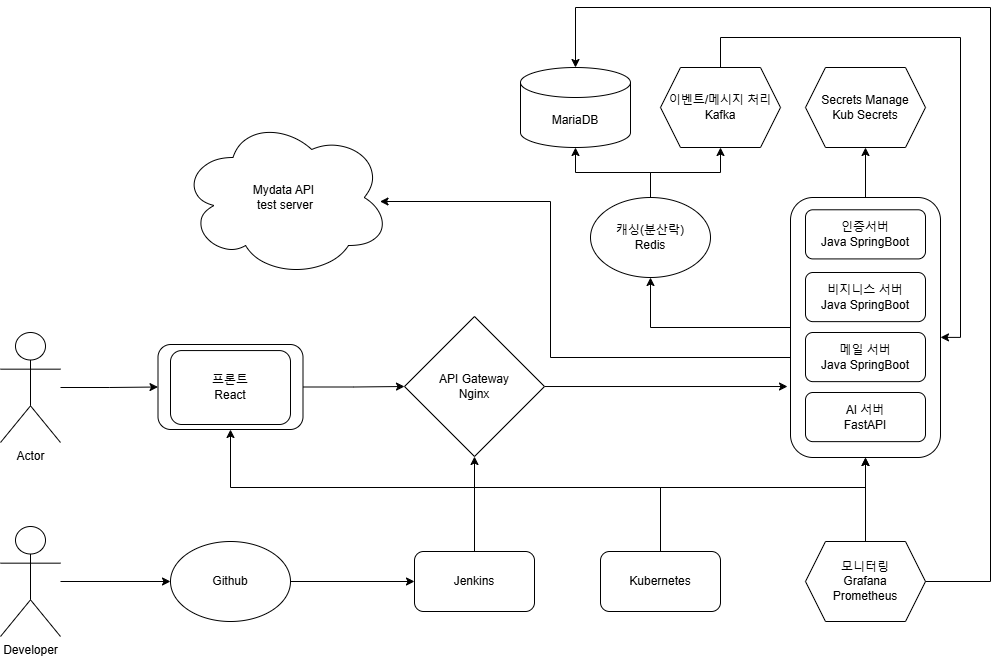 이벤트/메시지 처리
Kafka
Secrets Manage
Kub Secrets
MariaDB
Mydata API
test server
캐싱(분산락)
Redis
인증서버
Java SpringBoot
비지니스 서버
Java SpringBoot
메일 서버
Java SpringBoot
AI 서버
FastAPI
프론트
React
API Gateway
Nginx
Actor
Github
Jenkins
Kubernetes
모니터링
Grafana
Prometheus
Developer